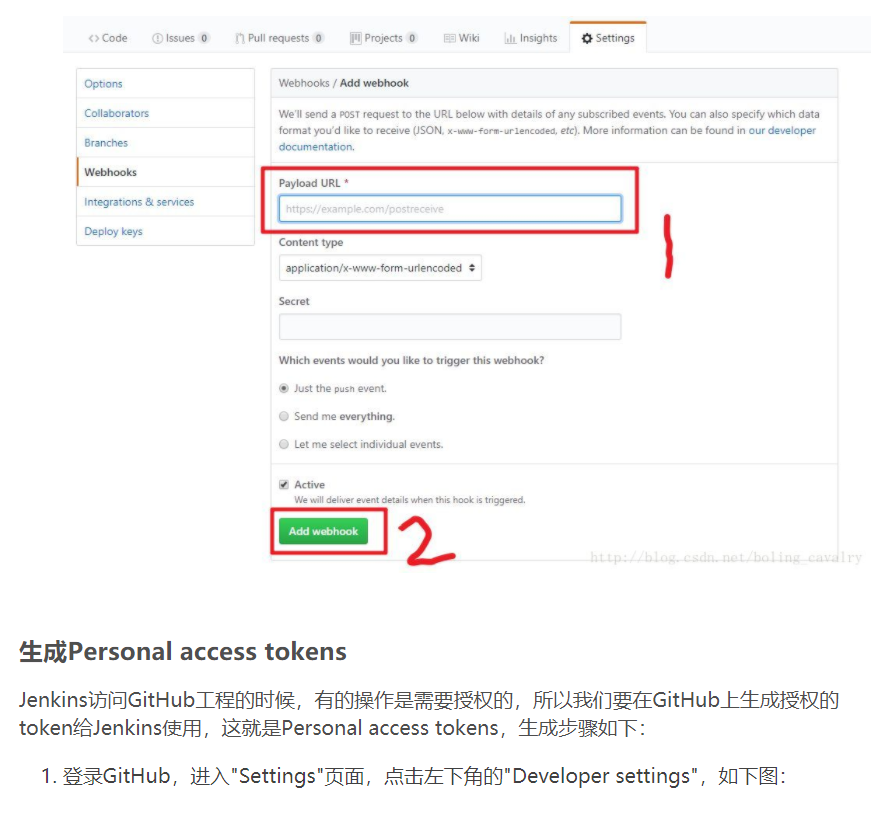 Code Issues 0 Pull requests 0 Projects 0 Wiki Insights Settings
Options
Collaborators
Branches
Webhooks
Integrations & services
Deploy keys
Webhooks / Add webhook
We'll send a POST request to the URL below with details of any subscribed events. You can also specify which data
format you'd like to receive (JSON, x-www-form-urlencoded, etc). More information can be found in our developer
documentation.
Payload URL *
https://example.com/postreceive
1
Content type
application/x-www-form-urlencoded
Secret
Which events would you like to trigger this webhook?
Just the push event.
Send me everything.
Let me select individual events.
Active
We will deliver event details when this hook is triggered.
Add webhook
2
http://blog.csdn.net/boling_cavalry
生成Personal access tokens
Jenkins访问GitHub工程的时候，有的操作是需要授权的，所以我们要在GitHub上生成授权的
token给Jenkins使用，这就是Personal access tokens，生成步骤如下：
1. 登录GitHub，进入"Settings"页面，点击左下角的"Developer settings"，如下图：